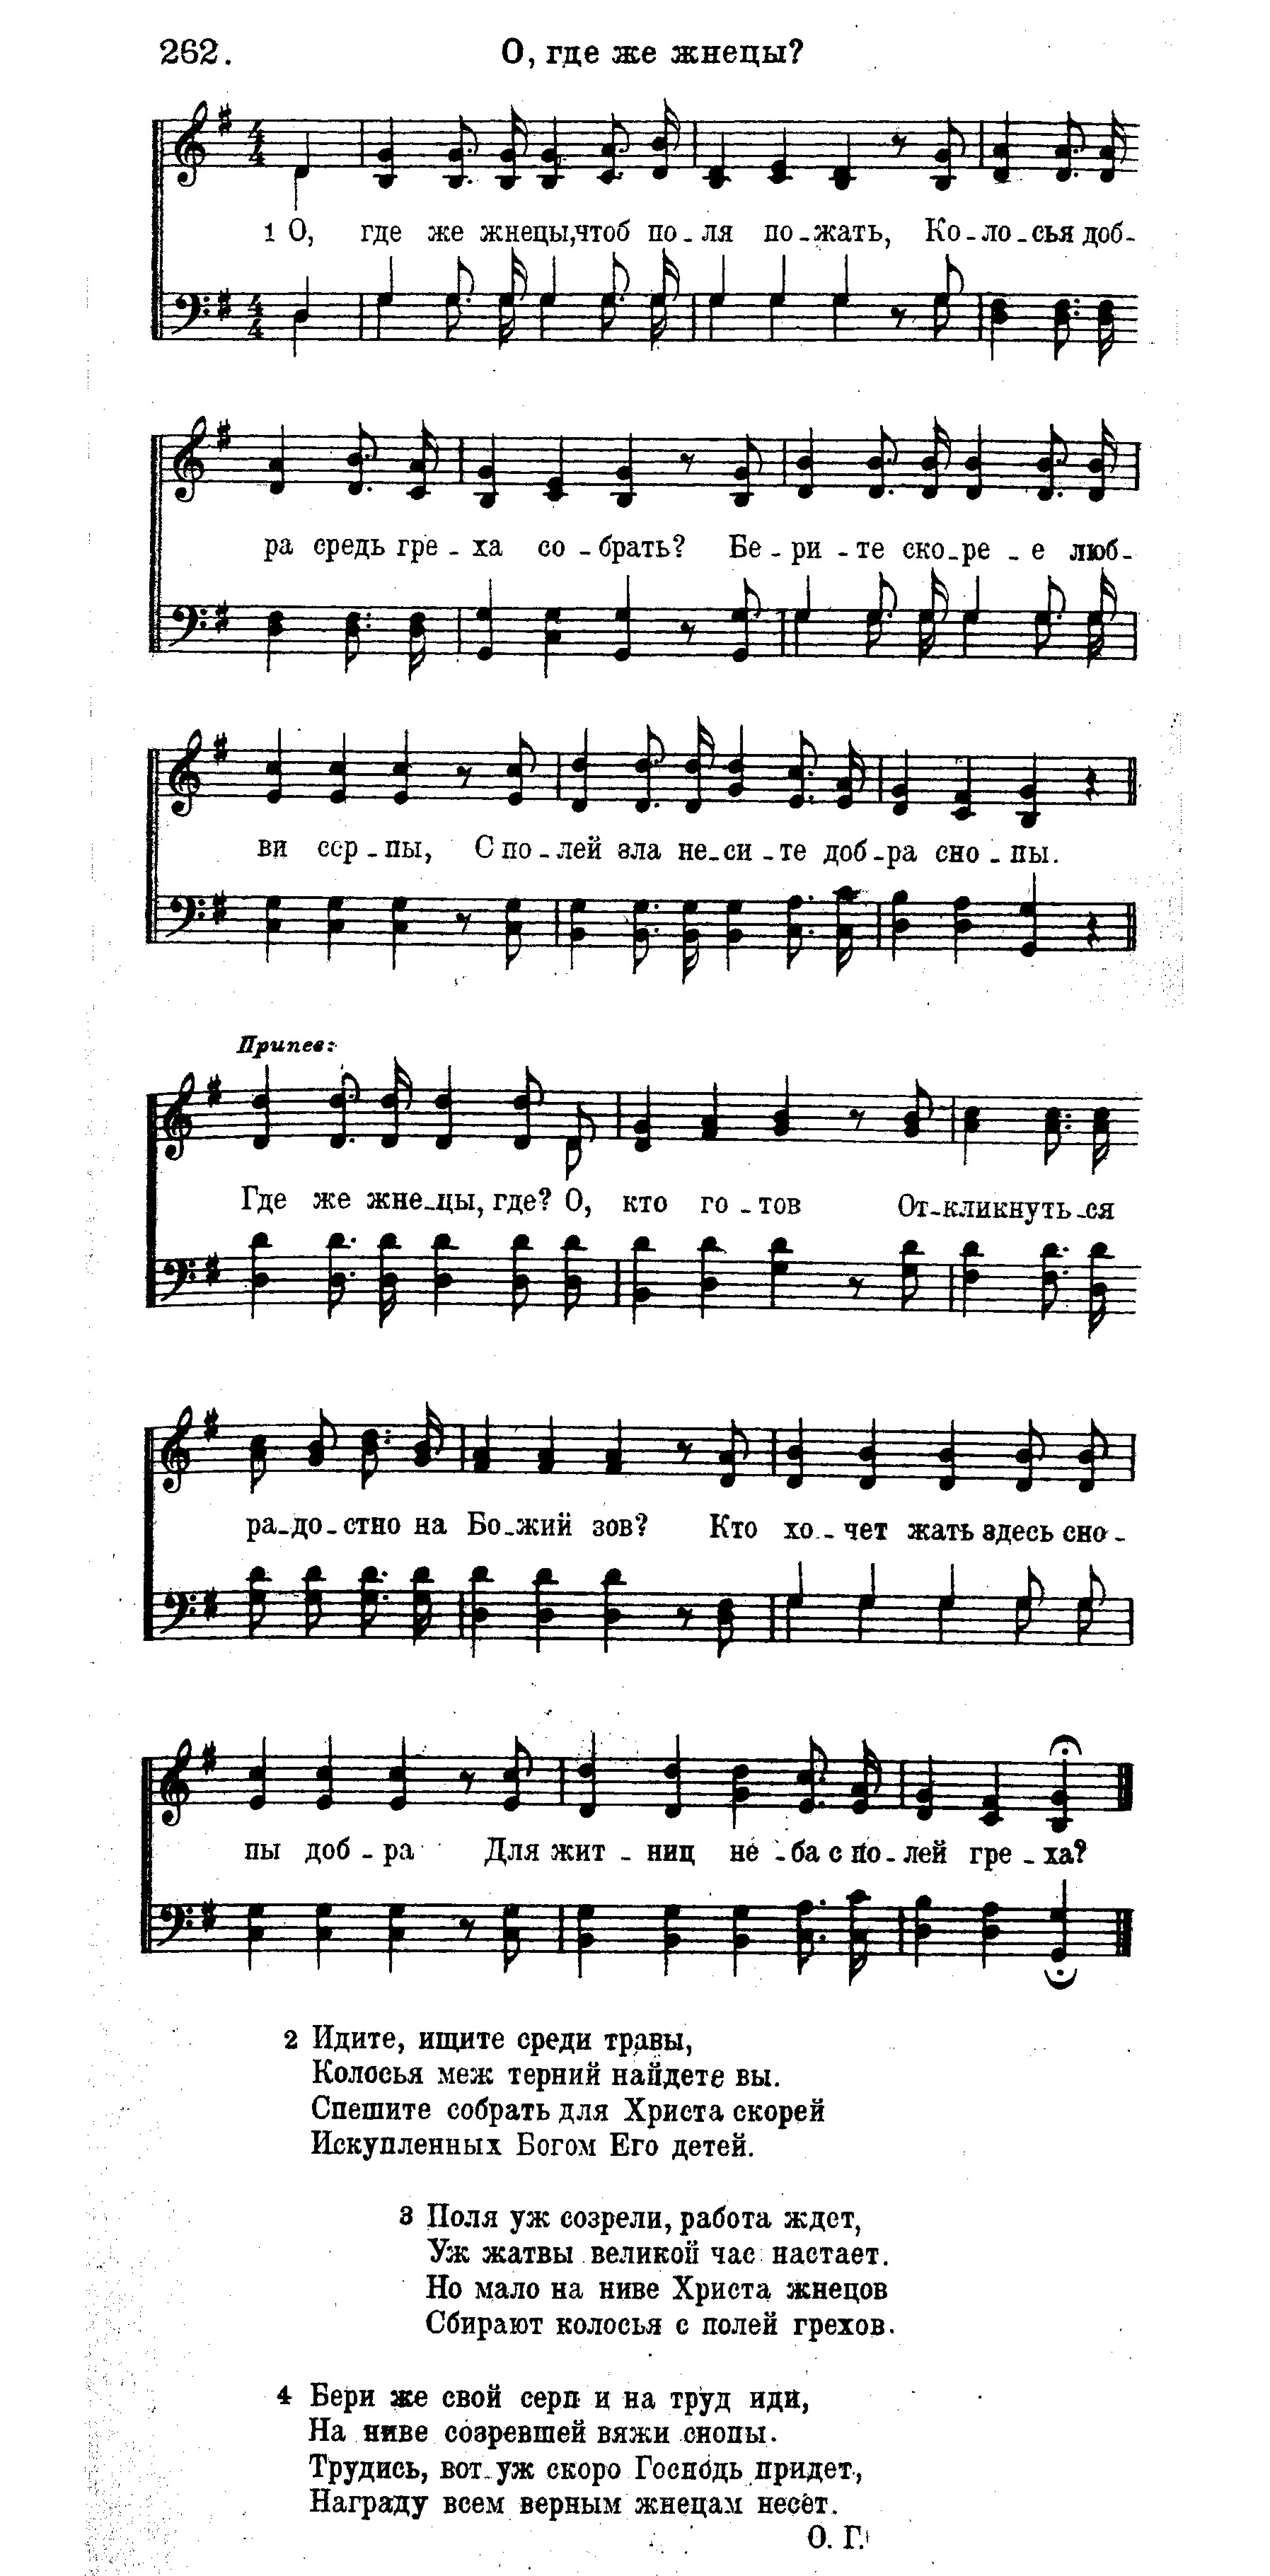 262. О, где же жнецы?
1 О, где же жнецы, чтоб по-ля по-жать, Ко-ло-сья доб-
ра средь гре-ха со-брать? Бе-ри-те ско-ре-е люб-
ви сер-пы, С по-лей зла не-си-те доб-ра сно-пы.
Припев:
Где же жне-цы, где? О, кто го-тов От-кликнуть-ся
ра-до-стно на Бо-жий зов? Кто хо-чет жать здесь сно-
пы доб-ра Для жит-ниц не-ба с по-лей гре-ха?
2 Идите, ищите среди травы,
Колосья меж терний найдете вы.
Спешите собрать для Христа скорей
Искупленных Богом Его детей.
3 Поля уж созрели, работа ждет,
Уж жатвы великой час настает.
Но мало на ниве Христа жнецов
Сбирают колосья с полей грехов.
4 Бери же свой серп и на труд иди,
На ниве созревшей вяжи снопы.
Трудись, вот уж скоро Господь придет,
Награду всем верным жнецам несет.
О. Г.